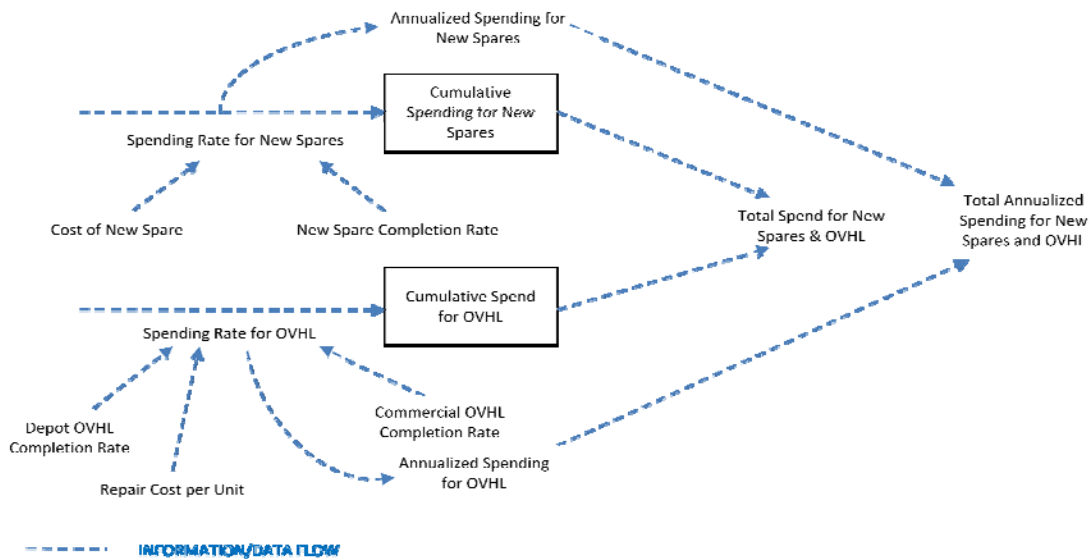 Annualized Spending for
New Spares
Cumulative
Spending for New
Spares
Spending Rate for New Spares
Cost of New Spare
New Spare Completion Rate
Total Spend for New
Spares & OVHL
Total Annualized
Spending for New
Spares and OVHL
Cumulative Spend
for OVHL
Spending Rate for OVHL
Depot OVHL
Completion Rate
Commercial OVHL
Completion Rate
Repair Cost per Unit
Annualized Spending
for OVHL
INFORMATION/DATA FLOW